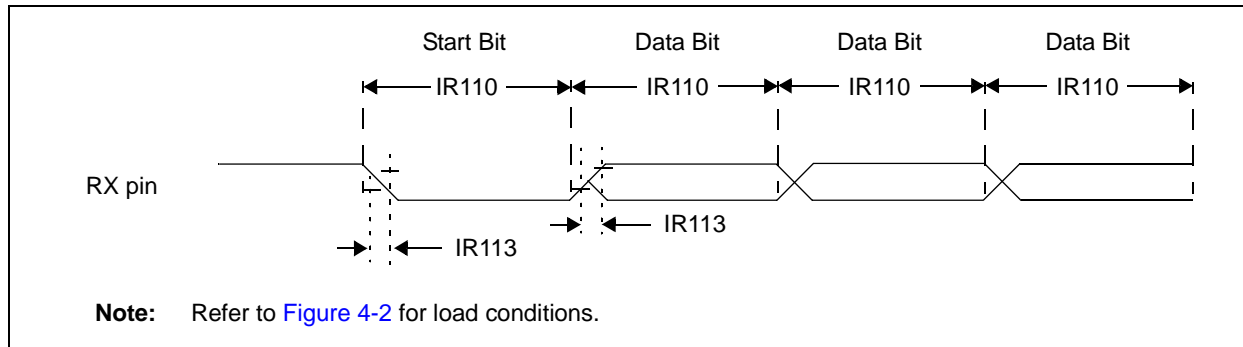 Start Bit Data Bit Data Bit Data Bit
IR110 IR110 IR110 IR110
RX pin
IR113 IR113
Note: Refer to Figure 4-2 for load conditions.